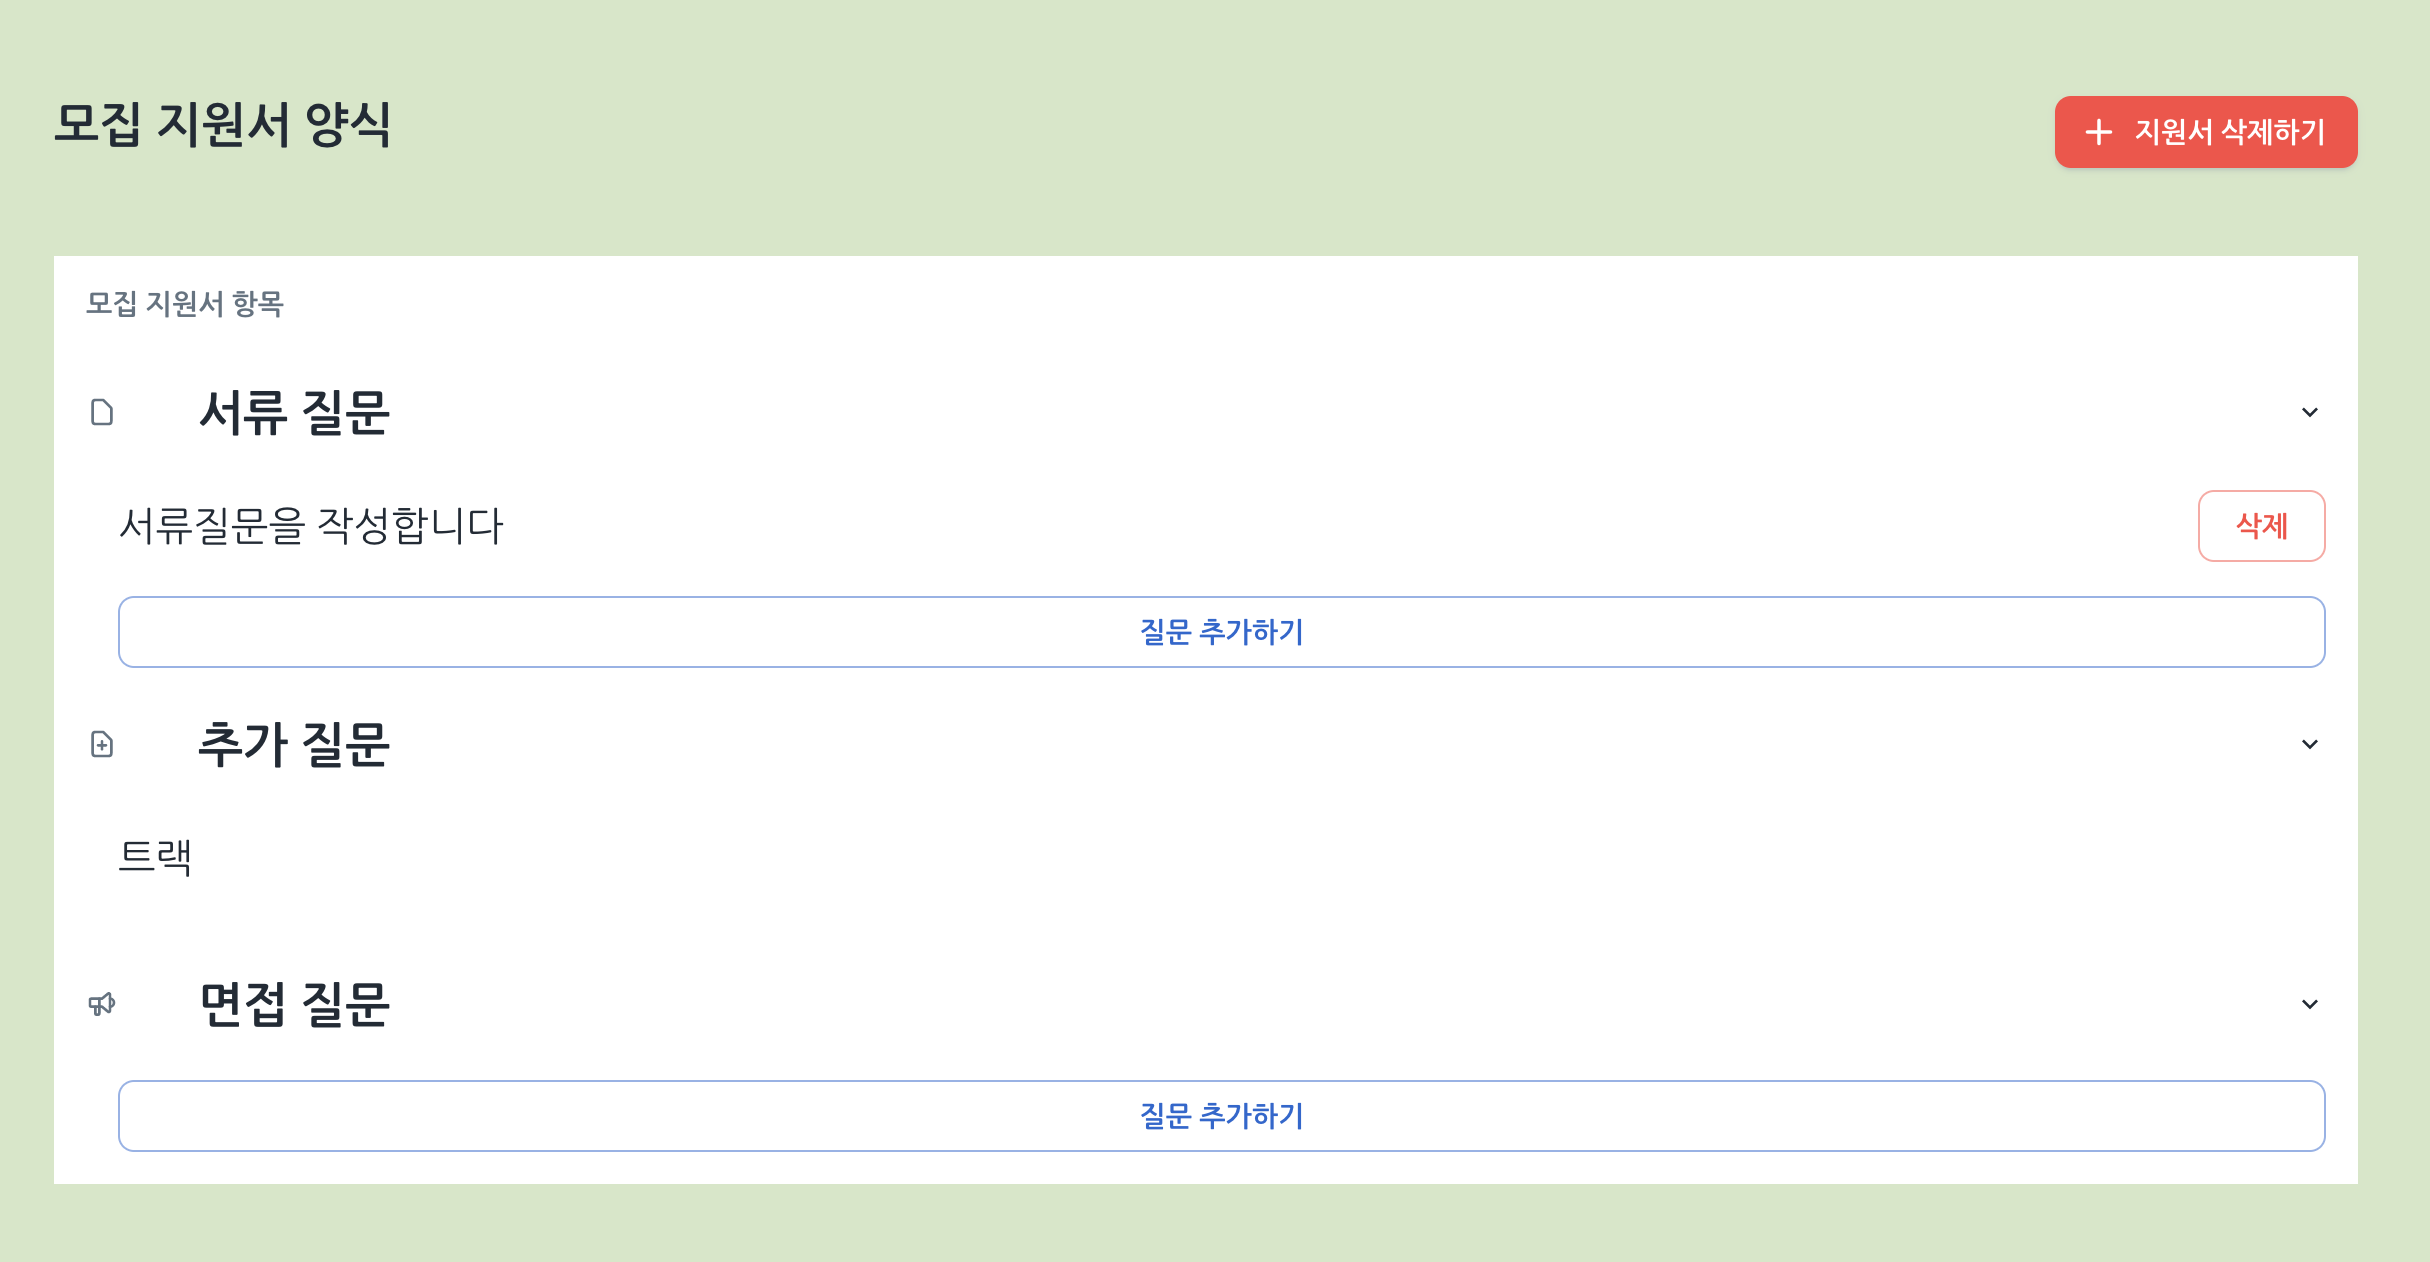 모집 지원서 양식
지원서 삭제하기
모집 지원서 항목
서류 질문
서류질문을 작성합니다
삭제
질문 추가하기
추가 질문
트랙
면접 질문
질문 추가하기